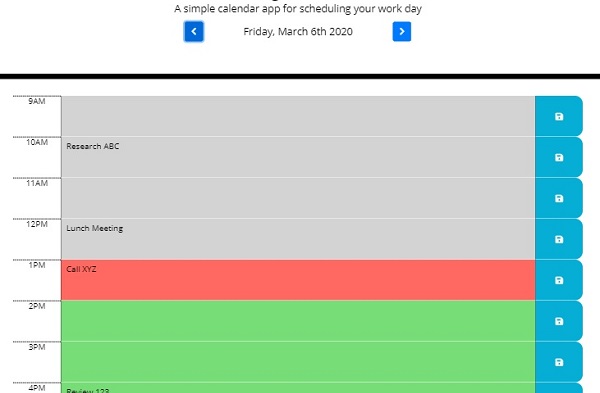 A simple calendar app for scheduling your work day
Friday, March 6th 2020
9AM
10AM
Research ABC
11AM
12PM
Lunch Meeting
1PM
Call XYZ
2PM
3PM
4PM
Review 123